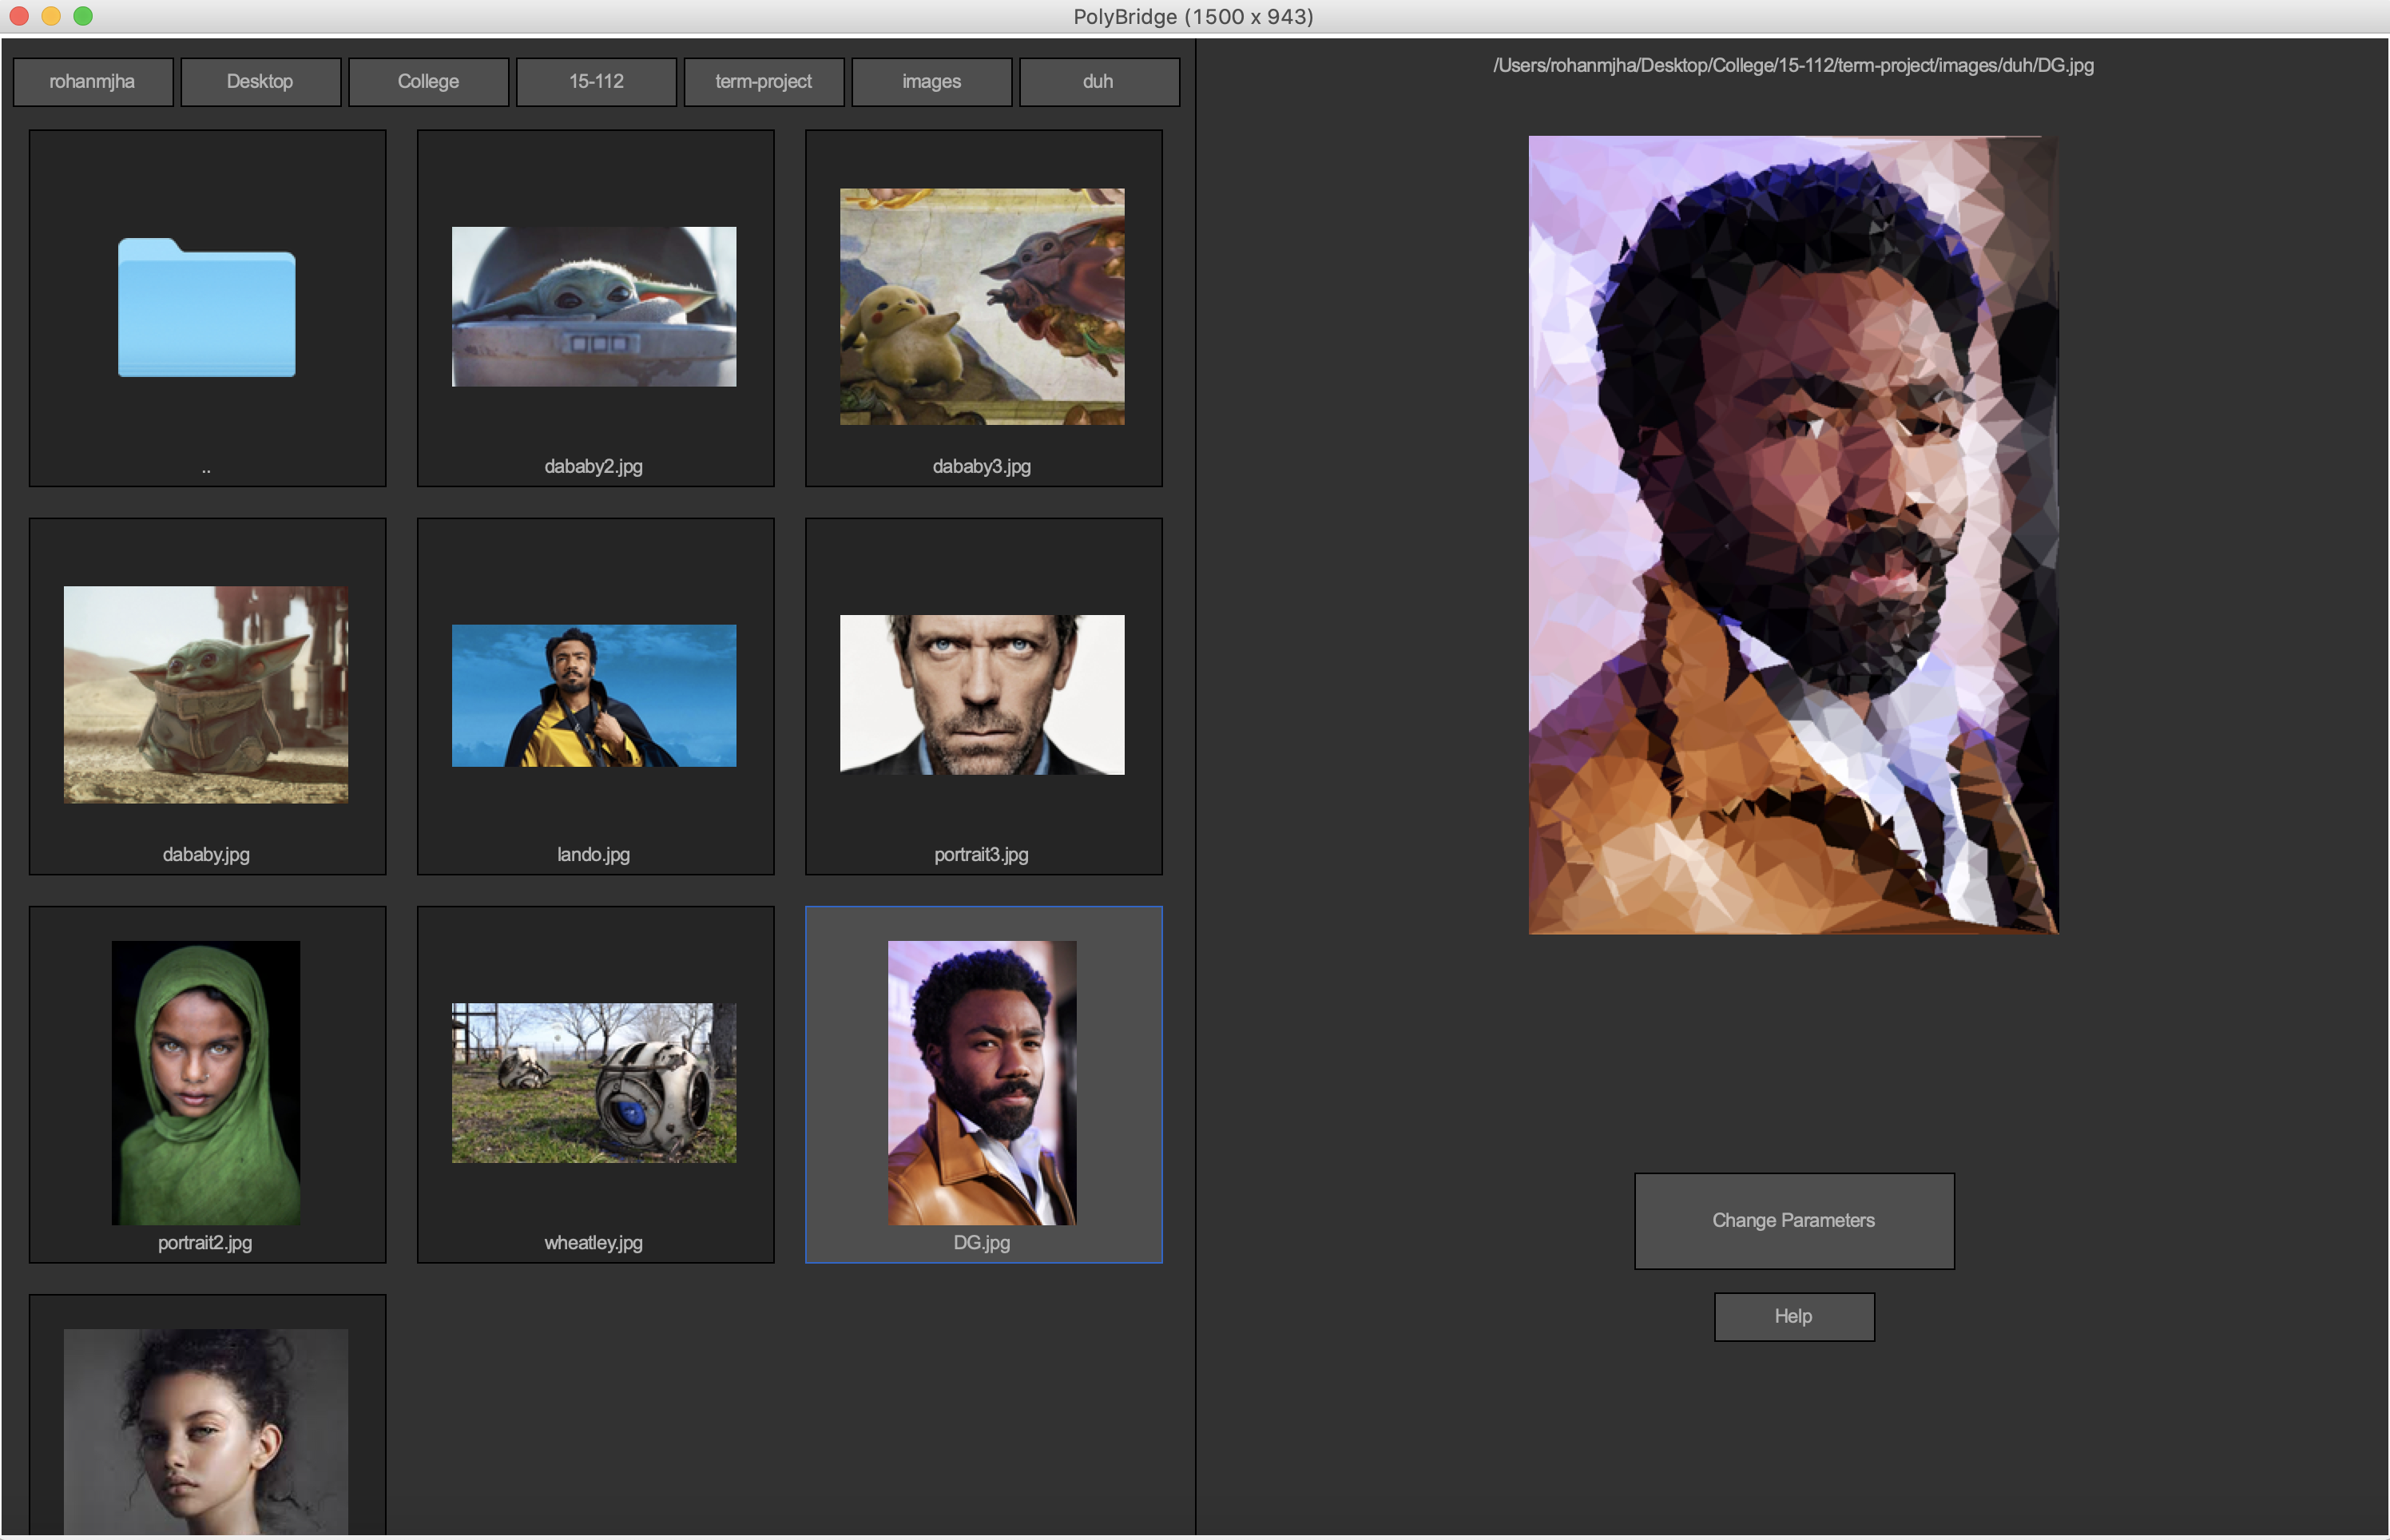 PolyBridge (1500 x 943)
rohanmjha
Desktop
College
15-112
term-project
images
duh
/Users/rohanmjha/Desktop/College/15-112/term-project/images/duh/DG.jpg
..
dababy2.jpg
dababy3.jpg
dababy.jpg
lando.jpg
portrait3.jpg
portrait2.jpg
wheatley.jpg
DG.jpg
Change Parameters
Help